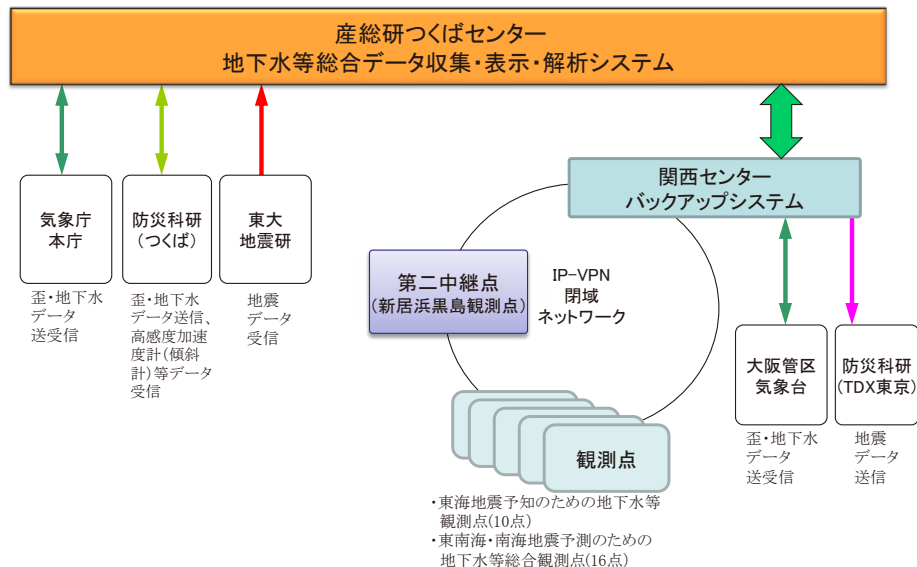 産総研つくばセンター
地下水等総合データ収集・表示・解析システム
関西センター
バックアップシステム
気象庁
本庁
防災科研
(つくば)
東大
地震研
歪・地下水
データ
送受信
歪・地下水
データ送信、
高感度加速
度計(傾斜
計)等データ
受信
地震
データ
受信
第二中継点
(新居浜黒島観測点)
IP-VPN
閉域
ネットワーク
大阪管区
気象台
防災科研
(TDX東京)
歪・地下水
データ
送受信
地震
データ
送信
観測点
・東海地震予知のための地下水等
観測点(10点)
・東南海・南海地震予測のための
地下水等総合観測点(16点)